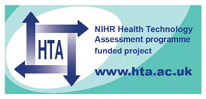 NIHR Health Technology
Assessment programme
funded project
HTA
www.hta.ac.uk